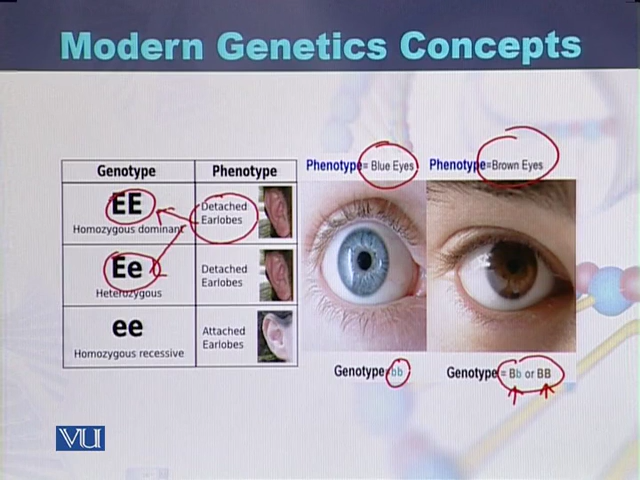 Modern Genetics Concepts
Genotype Phenotype
EE
Homozygous dominant
Detached
Earlobes
Ee
Heterozygous
Detached
Earlobes
ee
Homozygous recessive
Attached
Earlobes
Phenotype= Blue Eyes
Phenotype=Brown Eyes
Genotype=bb
Genotype = Bb or BB
VU